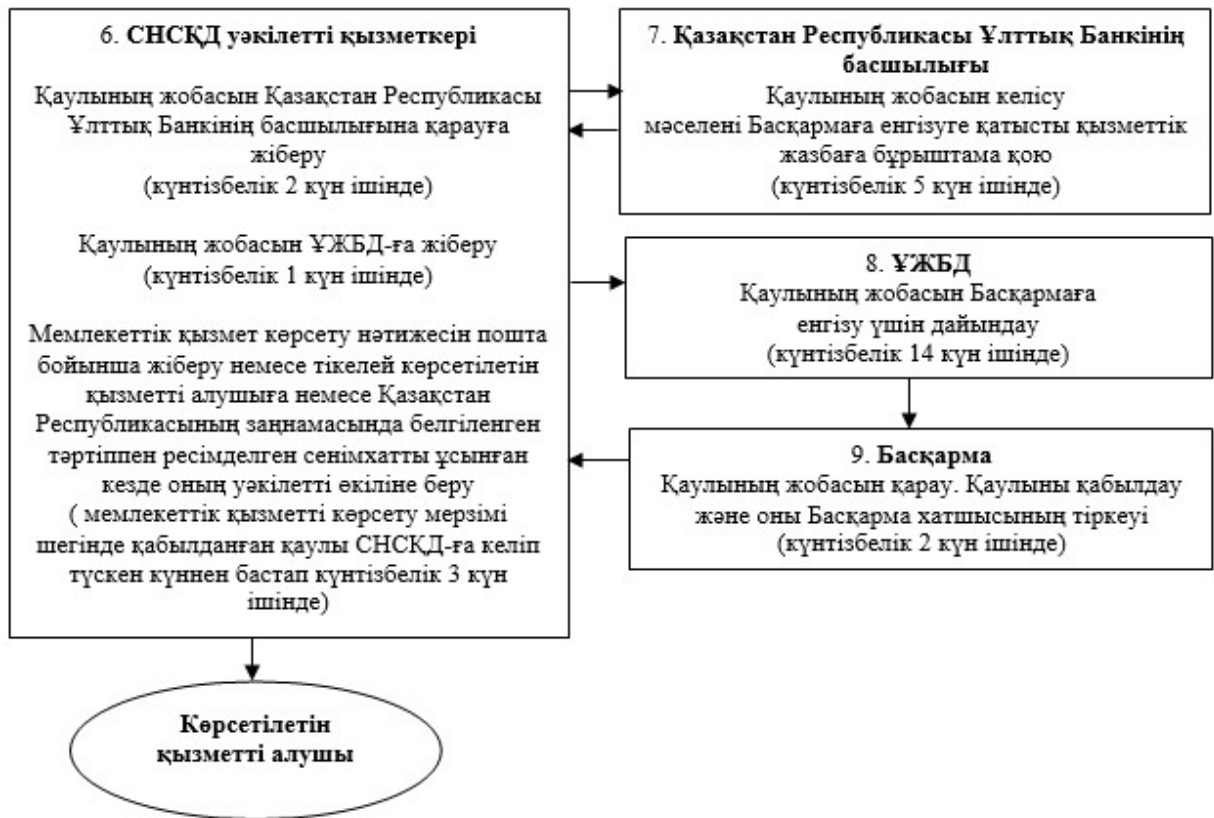 6. СНСҚД уәкілетті қызметкері
Қаулының жобасын Қазақстан Республикасы
Ұлттық Банкінің басшылығына қарауға
жіберу
(күнтізбелік 2 күн ішінде)
Қаулының жобасын ҰЖБД-ға жіберу
(күнтізбелік 1 күн ішінде)
Мемлекеттік қызмет көрсету нәтижесін пошта
бойынша жіберу немесе тікелей көрсетілетін
қызметті алушыға немесе Қазақстан
Республикасының заңнамасында белгіленген
тәртіппен ресімделген сенімхатты ұсынған
кезде оның уәкілетті өкіліне беру
( мемлекеттік қызметті көрсету мерзімі
шегінде қабылданған қаулы СНСҚД-ға келіп
түскен күннен бастап күнтізбелік 3 күн
ішінде)
7. Қазақстан Республикасы Ұлттық Банкінің
басшылығы
Қаулының жобасын келісу
мәселені Басқармаға енгізуге қатысты қызметтік
жазбаға бұрыштама қою
(күнтізбелік 5 күн ішінде)
8. ҰЖБД
Қаулының жобасын Басқармаға
енгізу үшін дайындау
(күнтізбелік 14 күн ішінде)
9. Басқарма
Қаулының жобасын қарау. Қаулыны қабылдау
және оны Басқарма хатшысының тіркеуі
(күнтізбелік 2 күн ішінде)
Көрсетілетін
қызметті алушы